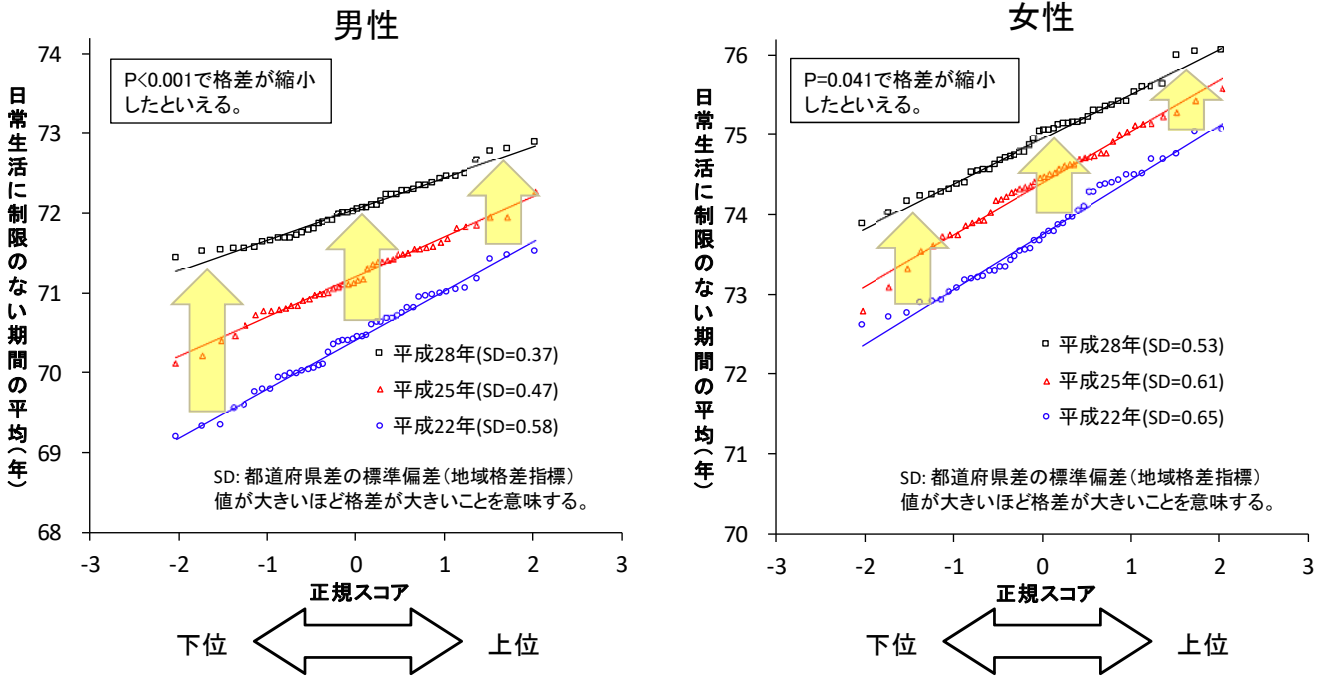 男性
P<0.001で格差が縮小
したといえる。
日常生活に制限のない期間の平均(年)
74
73
72
71
70
69
68
□ 平成28年(SD=0.37)
△ 平成25年(SD=0.47)
○ 平成22年(SD=0.58)
SD: 都道府県差の標準偏差(地域格差指標)
値が大きいほど格差が大きいことを意味する。
-3 -2 -1 0 1 2 3
正規スコア
下位 上位
女性
P=0.041で格差が縮小
したといえる。
日常生活に制限のない期間の平均(年)
76
75
74
73
72
71
70
□ 平成28年(SD=0.53)
△ 平成25年(SD=0.61)
○ 平成22年(SD=0.65)
SD: 都道府県差の標準偏差(地域格差指標)
値が大きいほど格差が大きいことを意味する。
-3 -2 -1 0 1 2 3
正規スコア
下位 上位